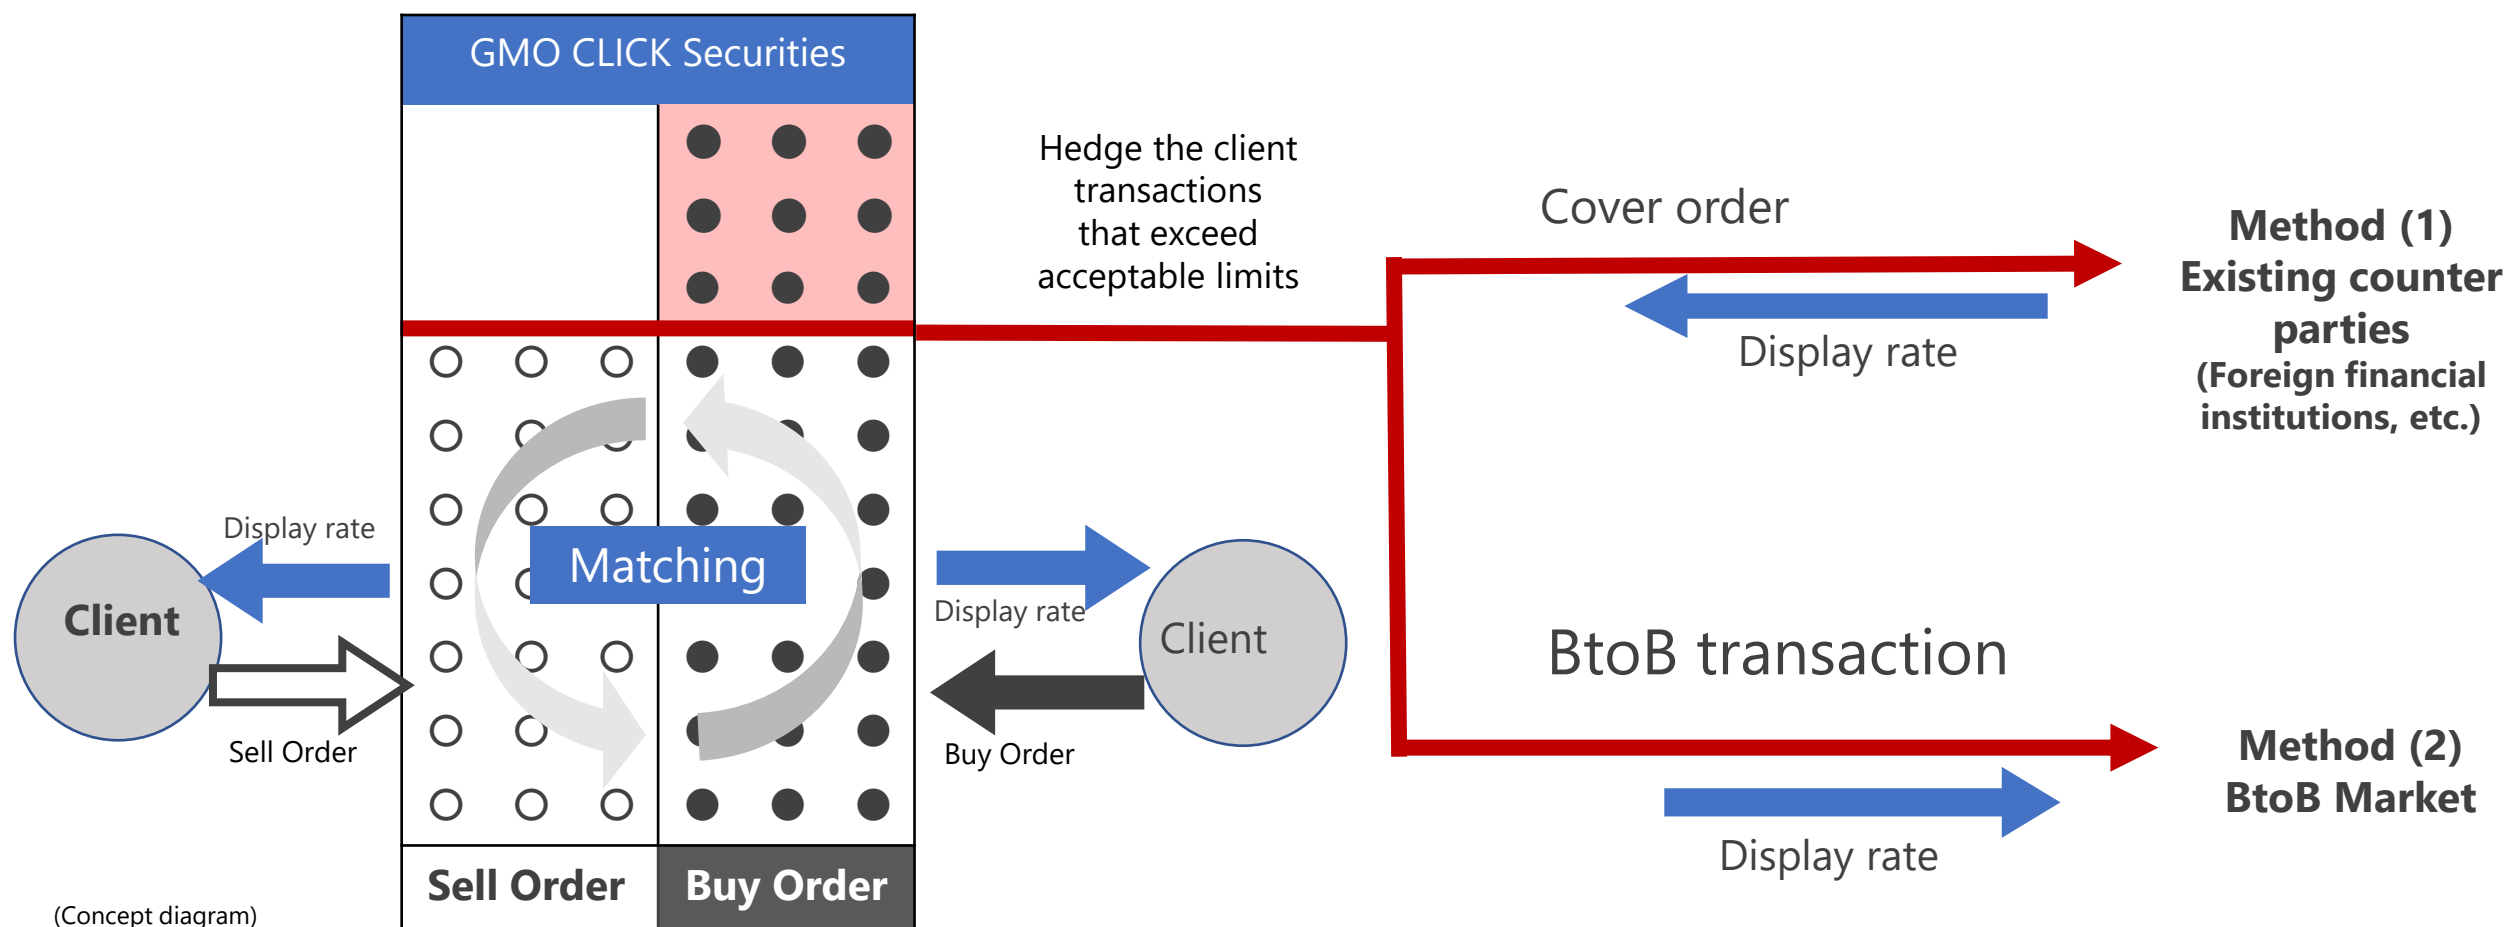 GMO CLICK Securities
Hedge the client
transactions
that exceed
acceptable limits
Cover order
Display rate
Method (1)
Existing counter
parties
(Foreign financial
institutions, etc.)
Display rate
Client
Sell Order
Matching
Display rate
Client
Buy Order
BtoB transaction
Display rate
Method (2)
BtoB Market
Sell Order
Buy Order
(Concept diagram)